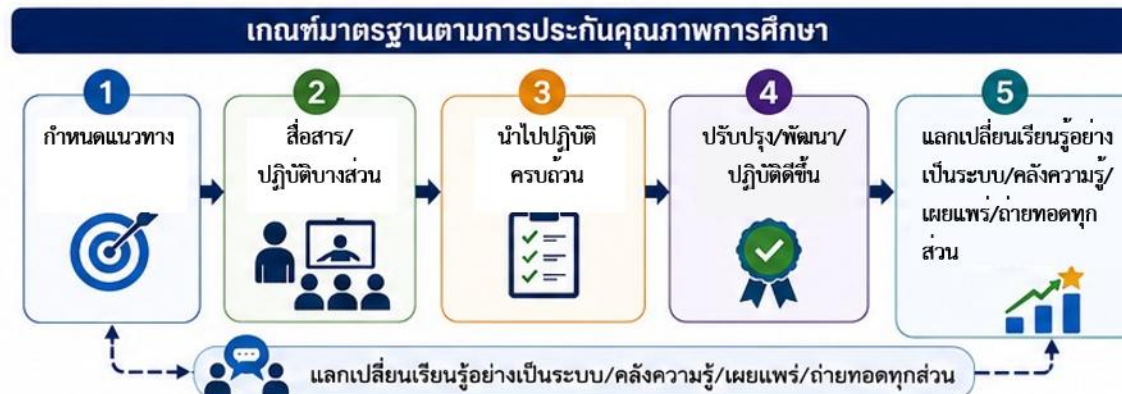 เกณฑ์มาตรฐานตามการประกันคุณภาพการศึกษา
1
กำหนดแนวทาง
2
สื่อสาร/
ปฏิบัติบางส่วน
3
นำไปปฏิบัติ
ครบถ้วน
4
ปรับปรุง/พัฒนา/
ปฏิบัติดีขึ้น
5
แลกเปลี่ยนเรียนรู้อย่าง
เป็นระบบ/คลังความรู้/
เผยแพร่/ถ่ายทอดทุก
ส่วน
แลกเปลี่ยนเรียนรู้อย่างเป็นระบบ/คลังความรู้/เผยแพร่/ถ่ายทอดทุกส่วน